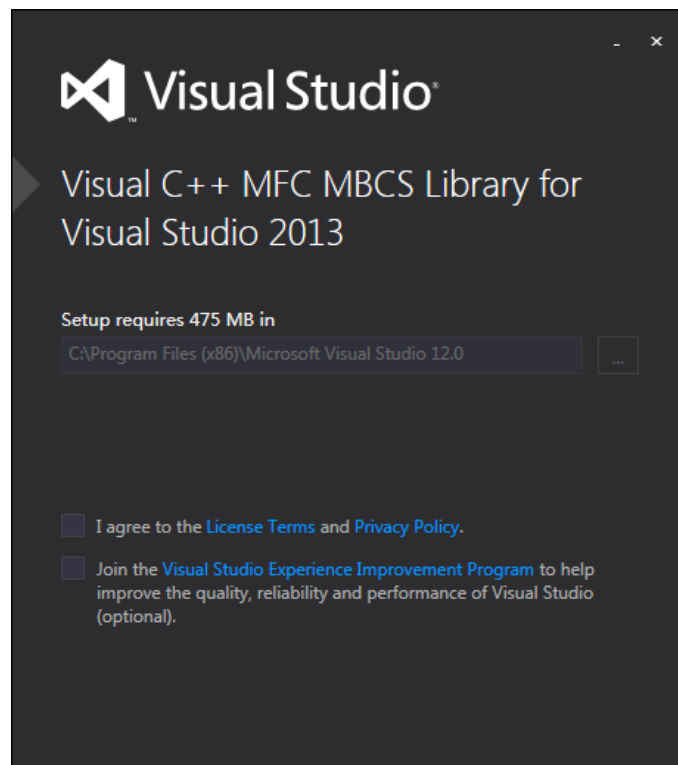 Visual Studio®
™
Visual C++ MFC MBCS Library for
Visual Studio 2013
Setup requires 475 MB in
C:\Program Files (x86)\Microsoft Visual Studio 12.0
...
I agree to the License Terms and Privacy Policy.
Join the Visual Studio Experience Improvement Program to help
improve the quality, reliability and performance of Visual Studio
(optional).